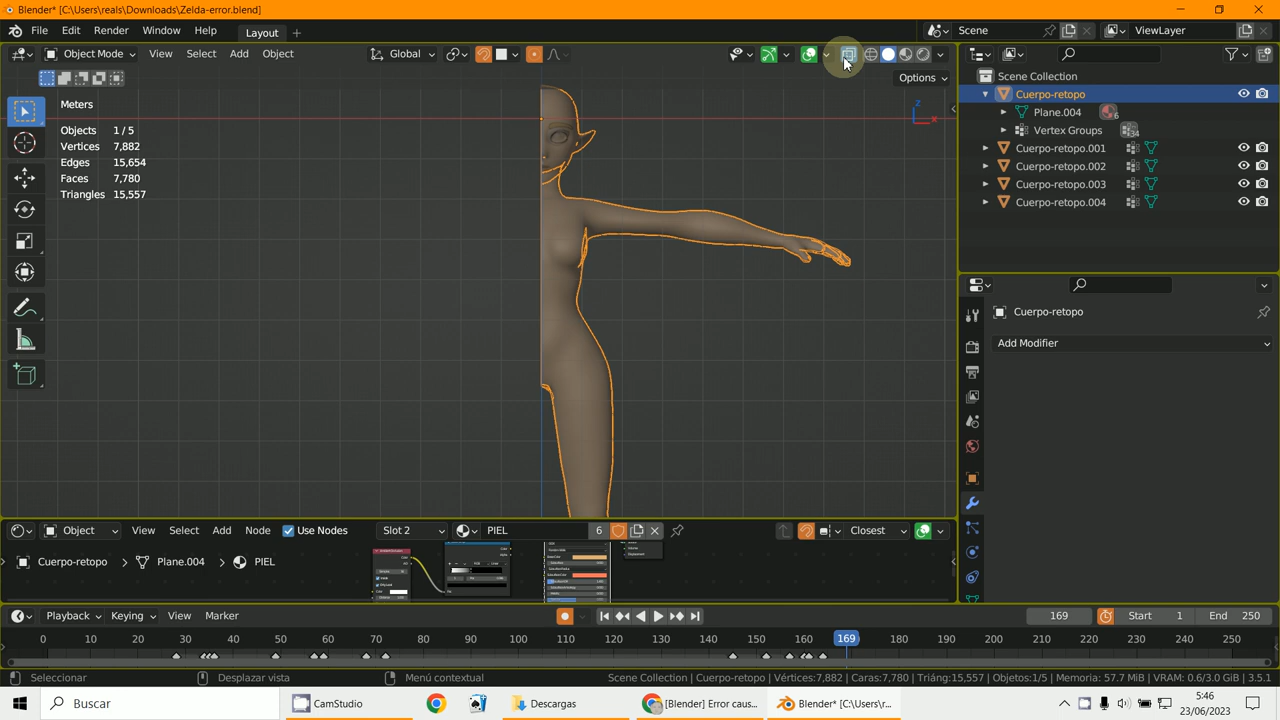 Blender* [C:\Users\reals\Downloads\Zelda-error.blend]
File Edit Render Window Help Layout + Scene ViewLayer
Object Mode View Select Add Object Global
Options
Meters
Objects 1 / 5
Vertices 7,882
Edges 15,654
Faces 7,780
Triangles 15,557
Z
X
Scene Collection
Cuerpo-retopo
Plane.004 6
Vertex Groups 34
Cuerpo-retopo.001
Cuerpo-retopo.002
Cuerpo-retopo.003
Cuerpo-retopo.004
Cuerpo-retopo
Add Modifier
Object View Select Add Node Use Nodes Slot 2 PIEL 6 Closest
Cuerpo-retopo Plane.004 PIEL
Playback Keying View Marker 169 Start 1 End 250
0 10 20 30 40 50 60 70 80 90 100 110 120 130 140 150 160 169 180 190 200 210 220 230 240 250
Seleccionar Desplazar vista Menú contextual Scene Collection | Cuerpo-retopo | Vértices:7,882 | Caras:7,780 | Triáng:15,557 | Objetos:1/5 | Memoria: 57.7 MiB | VRAM: 0.6/3.0 GiB | 3.5.1
Buscar CamStudio Descargas [Blender] Error caus... Blender* [C:\Users\r... 5:46
23/06/2023